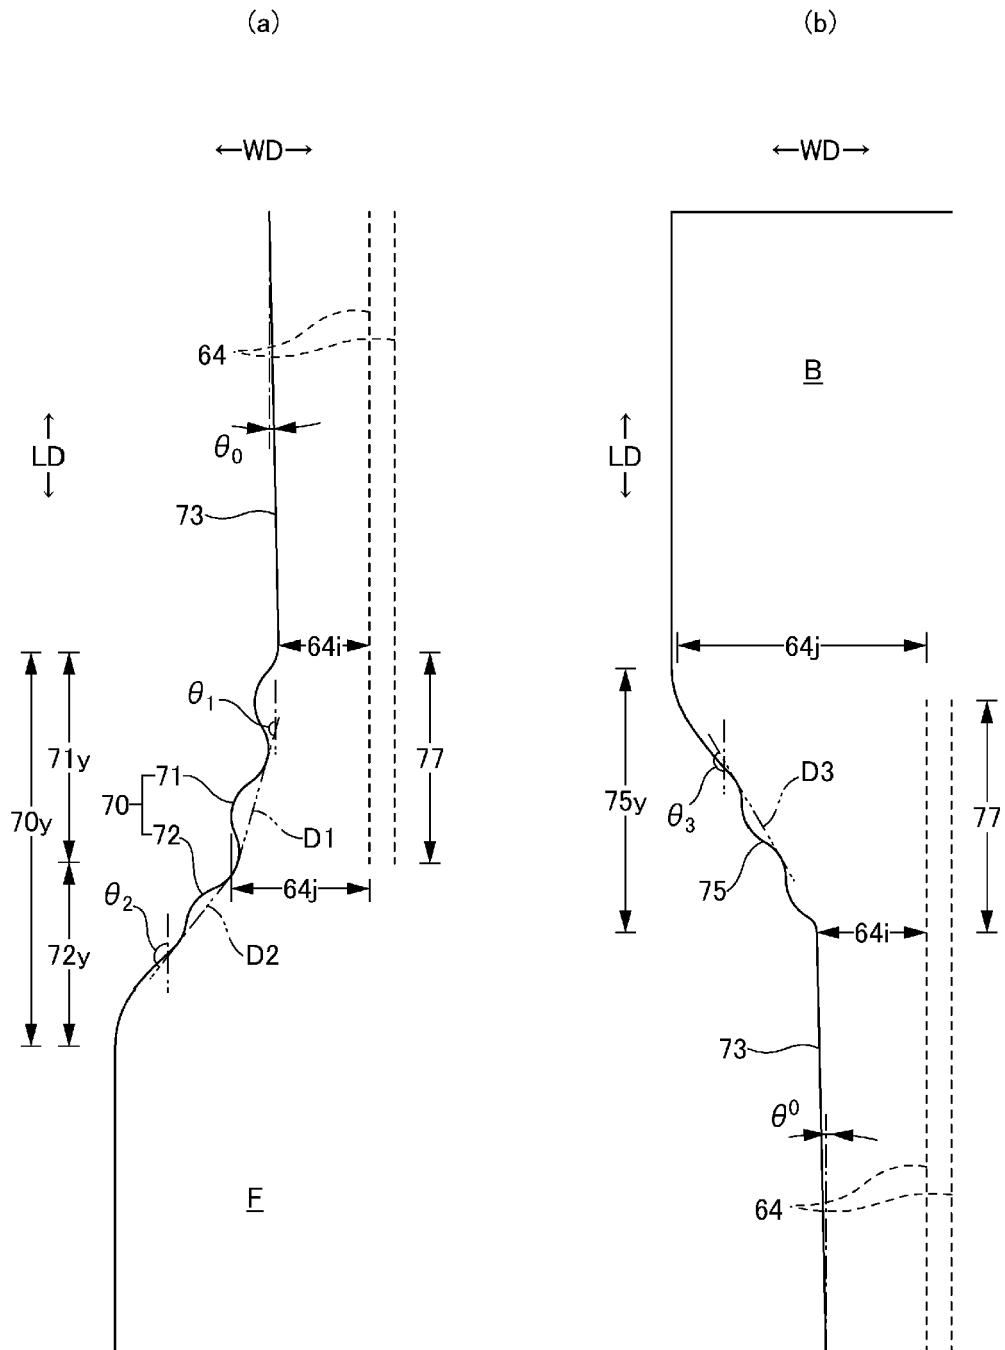 (a)
(b)
←WD→
←WD→
64
B
↑
LD
↓
↑
LD
↓
θ0
73
64i
64j
θ1
71y
71
77
D3
70
70y
75y
θ3
77
72
D1
θ2
64j
75
72y
D2
64i
73
θ0
F
64